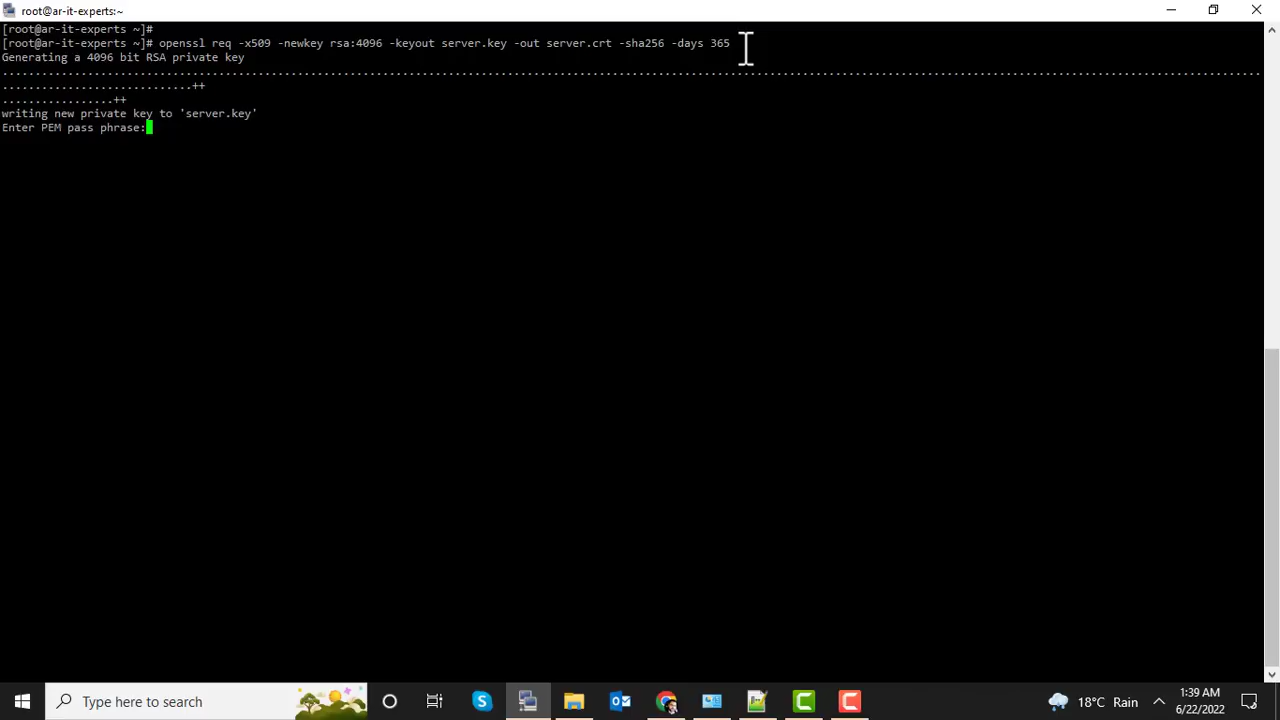 root@ar-it-experts:~
[root@ar-it-experts ~]#
[root@ar-it-experts ~]# openssl req -x509 -newkey rsa:4096 -keyout server.key -out server.crt -sha256 -days 365
Generating a 4096 bit RSA private key
................................................................................................................................................................................................
.............................++
.................++
writing new private key to 'server.key'
Enter PEM pass phrase:
Type here to search
18°C Rain
1:39 AM
6/22/2022